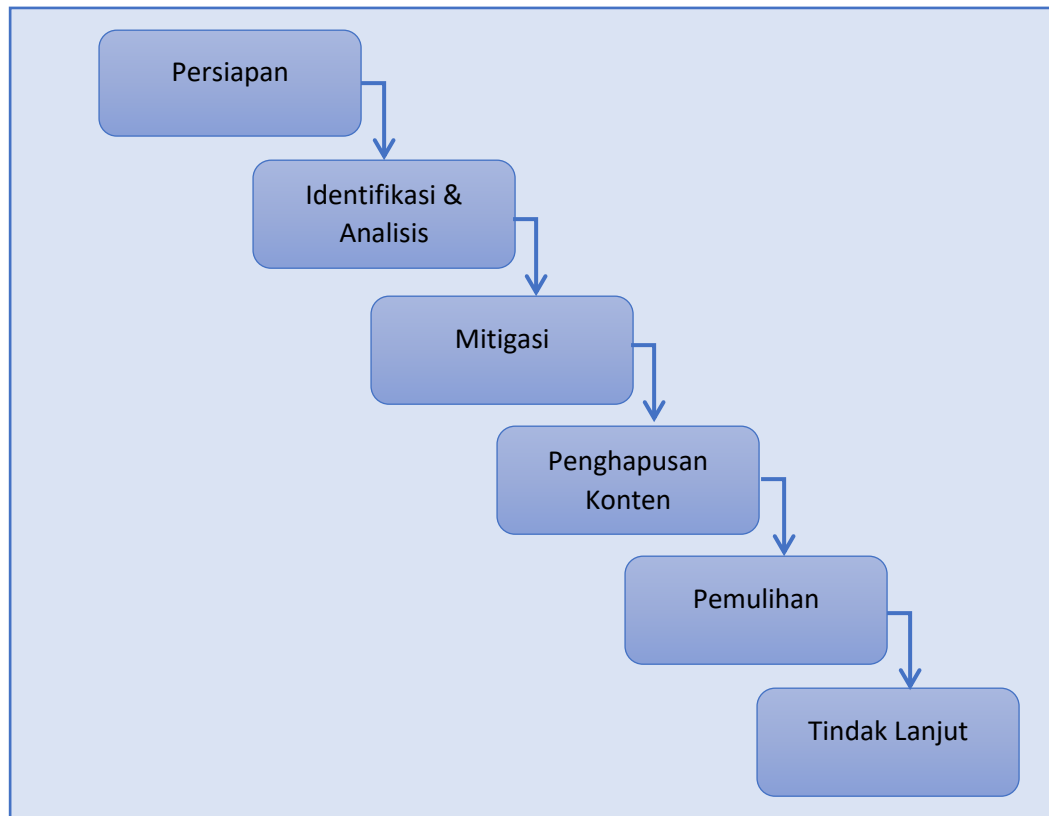 Persiapan
Identifikasi &
Analisis
Mitigasi
Penghapusan
Konten
Pemulihan
Tindak Lanjut